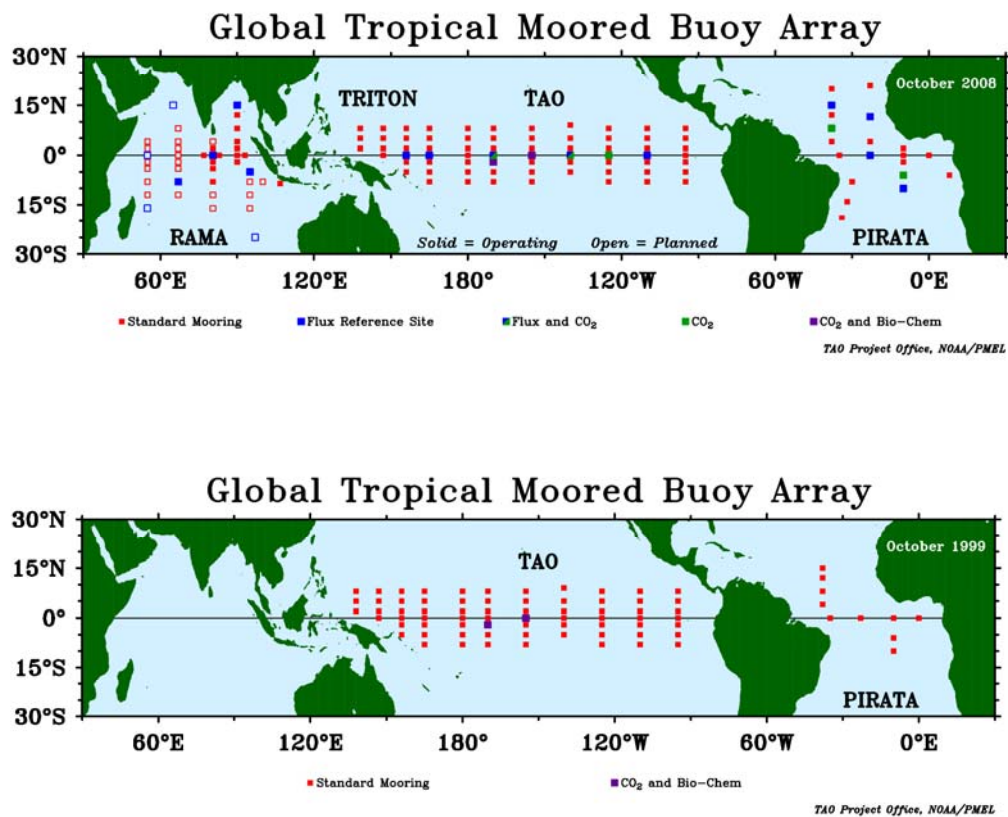 Global Tropical Moored Buoy Array
30°N
October 2008
15°N
TRITON TAO
0°
15°S
RAMA Solid = Operating Open = Planned PIRATA
30°S
60°E 120°E 180° 120°W 60°W 0°E
Standard Mooring Flux Reference Site Flux and CO₂ CO₂ CO₂ and Bio-Chem
TAO Project Office, NOAA/PMEL
Global Tropical Moored Buoy Array
30°N
October 1999
TAO
15°N
0°
15°S
PIRATA
30°S
60°E 120°E 180° 120°W 60°W 0°E
Standard Mooring CO₂ and Bio-Chem
TAO Project Office, NOAA/PMEL